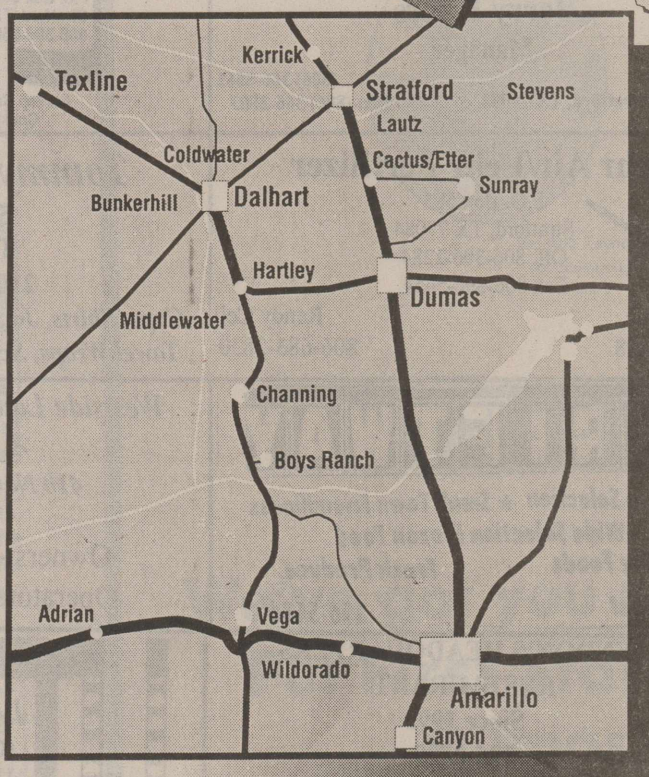 Kerrick
Texline
Stratford
Stevens
Lautz
Coldwater
Cactus/Etter
Sunray
Bunkerhill
Dalhart
Hartley
Dumas
Middlewater
Channing
Boys Ranch
Adrian
Vega
Wildorado
Amarillo
Canyon